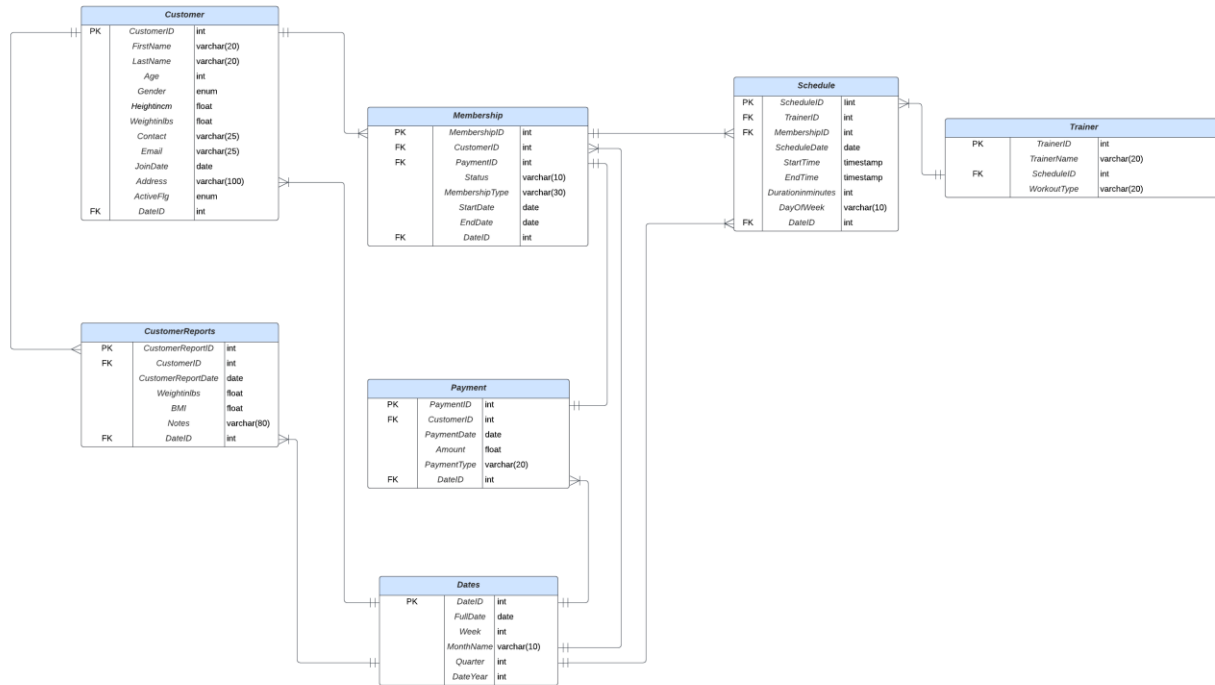 Customer
PK CustomerID int
FirstName varchar(20)
LastName varchar(20)
Age int
Gender enum
Heightincm float
Weightinlbs float
Contact varchar(25)
Email varchar(25)
JoinDate date
Address varchar(100)
ActiveFlg enum
FK DateID int
Membership
PK MembershipID int
FK CustomerID int
FK PaymentID int
Status varchar(10)
MembershipType varchar(30)
StartDate date
EndDate date
FK DateID int
Schedule
PK ScheduleID lint
FK TrainerID int
FK MembershipID int
ScheduleDate date
StartTime timestamp
EndTime timestamp
Durationinminutes int
DayOfWeek varchar(10)
FK DateID int
Trainer
PK TrainerID int
TrainerName varchar(20)
FK ScheduleID int
WorkoutType varchar(20)
CustomerReports
PK CustomerReportID int
FK CustomerID int
CustomerReportDate date
Weightinlbs float
BMI float
Notes varchar(80)
FK DateID int
Payment
PK PaymentID int
FK CustomerID int
PaymentDate date
Amount float
PaymentType varchar(20)
FK DateID int
Dates
PK DateID int
FullDate date
Week int
MonthName varchar(10)
Quarter int
DateYear int